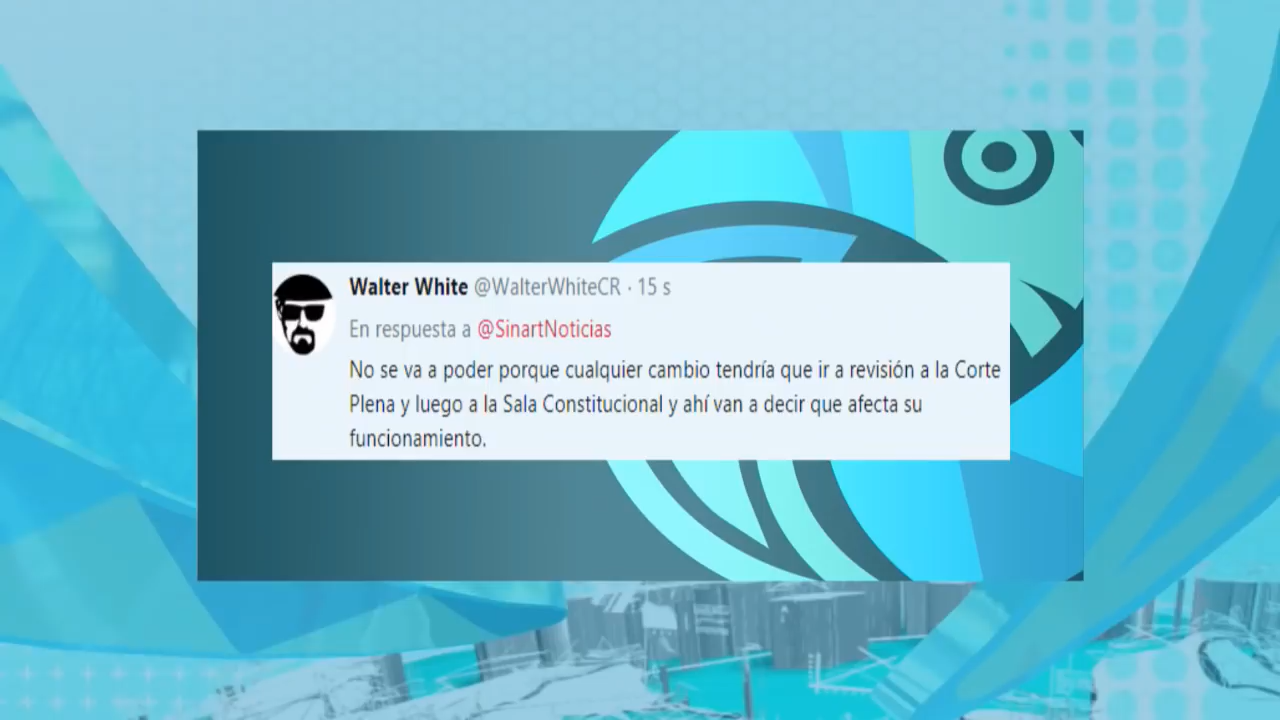 Walter White @WalterWhiteCR · 15 s
En respuesta a @SinartNoticias
No se va a poder porque cualquier cambio tendría que ir a revisión a la Corte
Plena y luego a la Sala Constitucional y ahí van a decir que afecta su
funcionamiento.